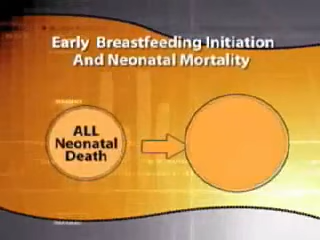 Early Breastfeeding Initiation
And Neonatal Mortality
ALL
Neonatal
Death